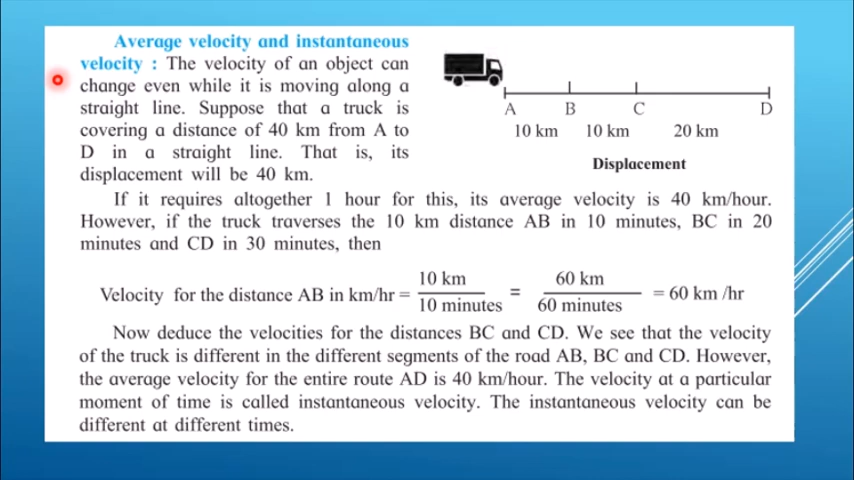 Average velocity and instantaneous
velocity : The velocity of an object can
change even while it is moving along a
straight line. Suppose that a truck is
covering a distance of 40 km from A to
D in a straight line. That is, its
displacement will be 40 km.
A B C D
10 km 10 km 20 km
Displacement
If it requires altogether 1 hour for this, its average velocity is 40 km/hour.
However, if the truck traverses the 10 km distance AB in 10 minutes, BC in 20
minutes and CD in 30 minutes, then
Velocity for the distance AB in km/hr = 10 km / 10 minutes = 60 km / 60 minutes = 60 km /hr
Now deduce the velocities for the distances BC and CD. We see that the velocity
of the truck is different in the different segments of the road AB, BC and CD. However,
the average velocity for the entire route AD is 40 km/hour. The velocity at a particular
moment of time is called instantaneous velocity. The instantaneous velocity can be
different at different times.